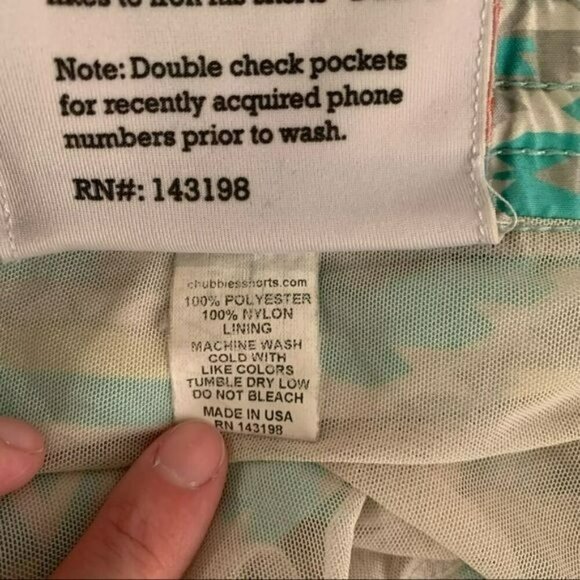 Note: Double check pockets
for recently acquired phone
numbers prior to wash.
RN#: 143198
chubbiesshorts.com
100% POLYESTER
100% NYLON
LINING
MACHINE WASH
COLD WITH
LIKE COLORS
TUMBLE DRY LOW
DO NOT BLEACH
MADE IN USA
RN 143198